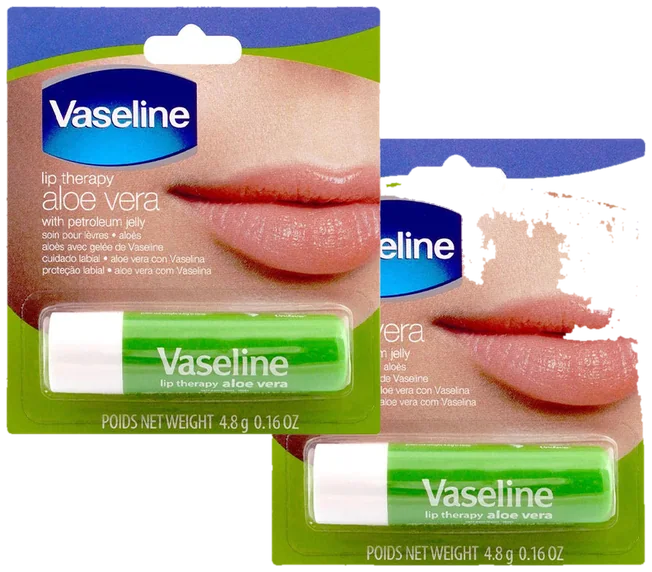 Vaseline
lip therapy
aloe vera
with petroleum jelly
soin pour lèvres • aloès
aloès avec gelée de Vaseline
cuidado labial • aloe vera con Vaselina
proteção labial • aloe vera com Vaselina
Vaseline
lip therapy aloe vera
POIDS NET WEIGHT 4.8 g 0.16 OZ
eline
vera
m jelly
aloès
de Vaseline
aloe vera con Vaselina
aloe vera com Vaselina
Vaseline
lip therapy aloe vera
POIDS NET WEIGHT 4.8 g 0.16 OZ